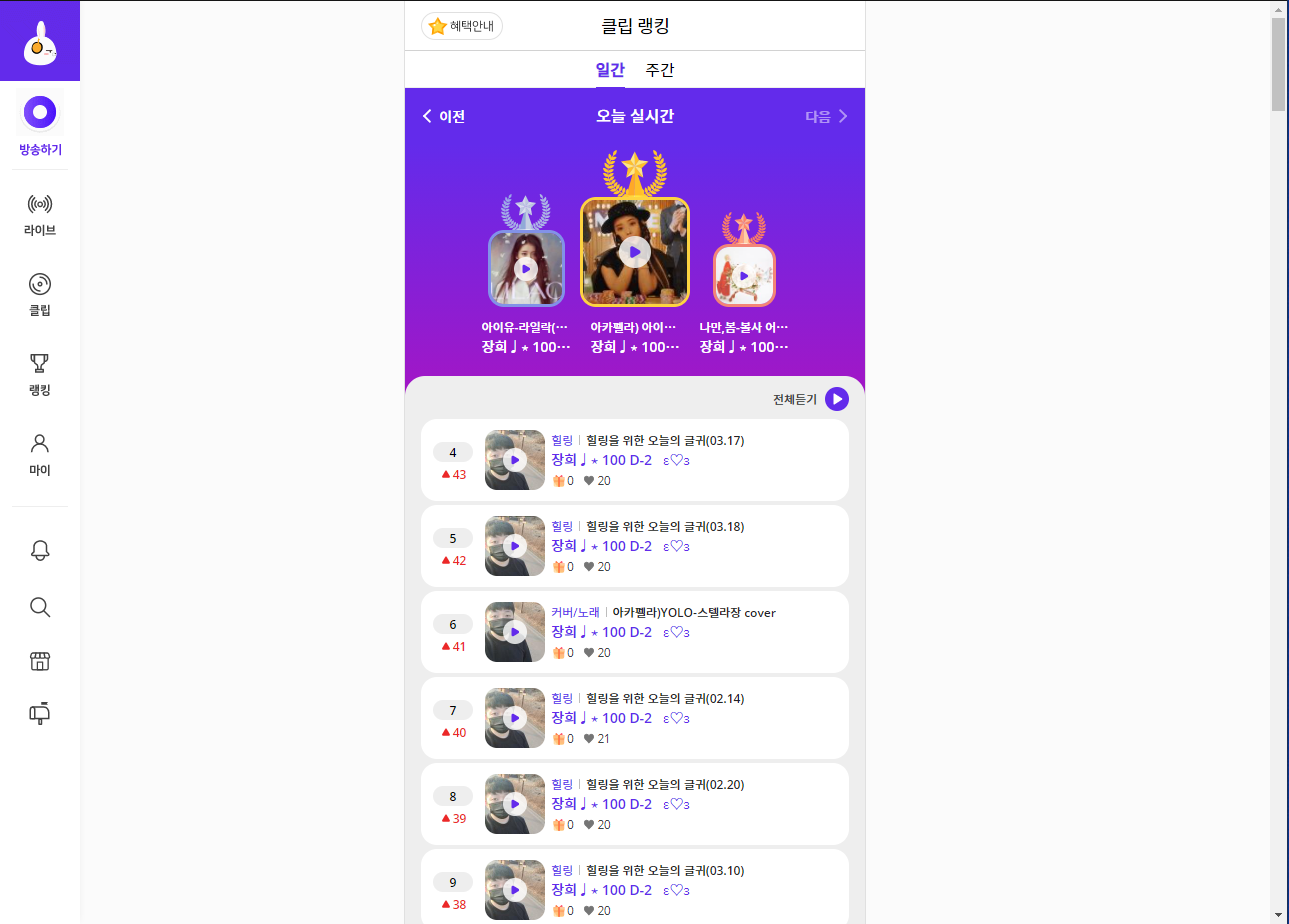 혜택안내
클립 랭킹
일간
주간
이전
오늘 실시간
다음
방송하기
라이브
클립
랭킹
마이
아이유-라일락(···
장희♩⭑ 100···
아카펠라) 아이···
장희♩⭑ 100···
나만,봄-볼사 어···
장희♩⭑ 100···
전체듣기
4
43
힐링 힐링을 위한 오늘의 글귀(03.17)
장희♩⭑ 100 D-2 ε♡з
0 20
5
42
힐링 힐링을 위한 오늘의 글귀(03.18)
장희♩⭑ 100 D-2 ε♡з
0 20
6
41
커버/노래 아카펠라)YOLO-스텔라장 cover
장희♩⭑ 100 D-2 ε♡з
0 20
7
40
힐링 힐링을 위한 오늘의 글귀(02.14)
장희♩⭑ 100 D-2 ε♡з
0 21
8
39
힐링 힐링을 위한 오늘의 글귀(02.20)
장희♩⭑ 100 D-2 ε♡з
0 20
9
38
힐링 힐링을 위한 오늘의 글귀(03.10)
장희♩⭑ 100 D-2 ε♡з
0 20